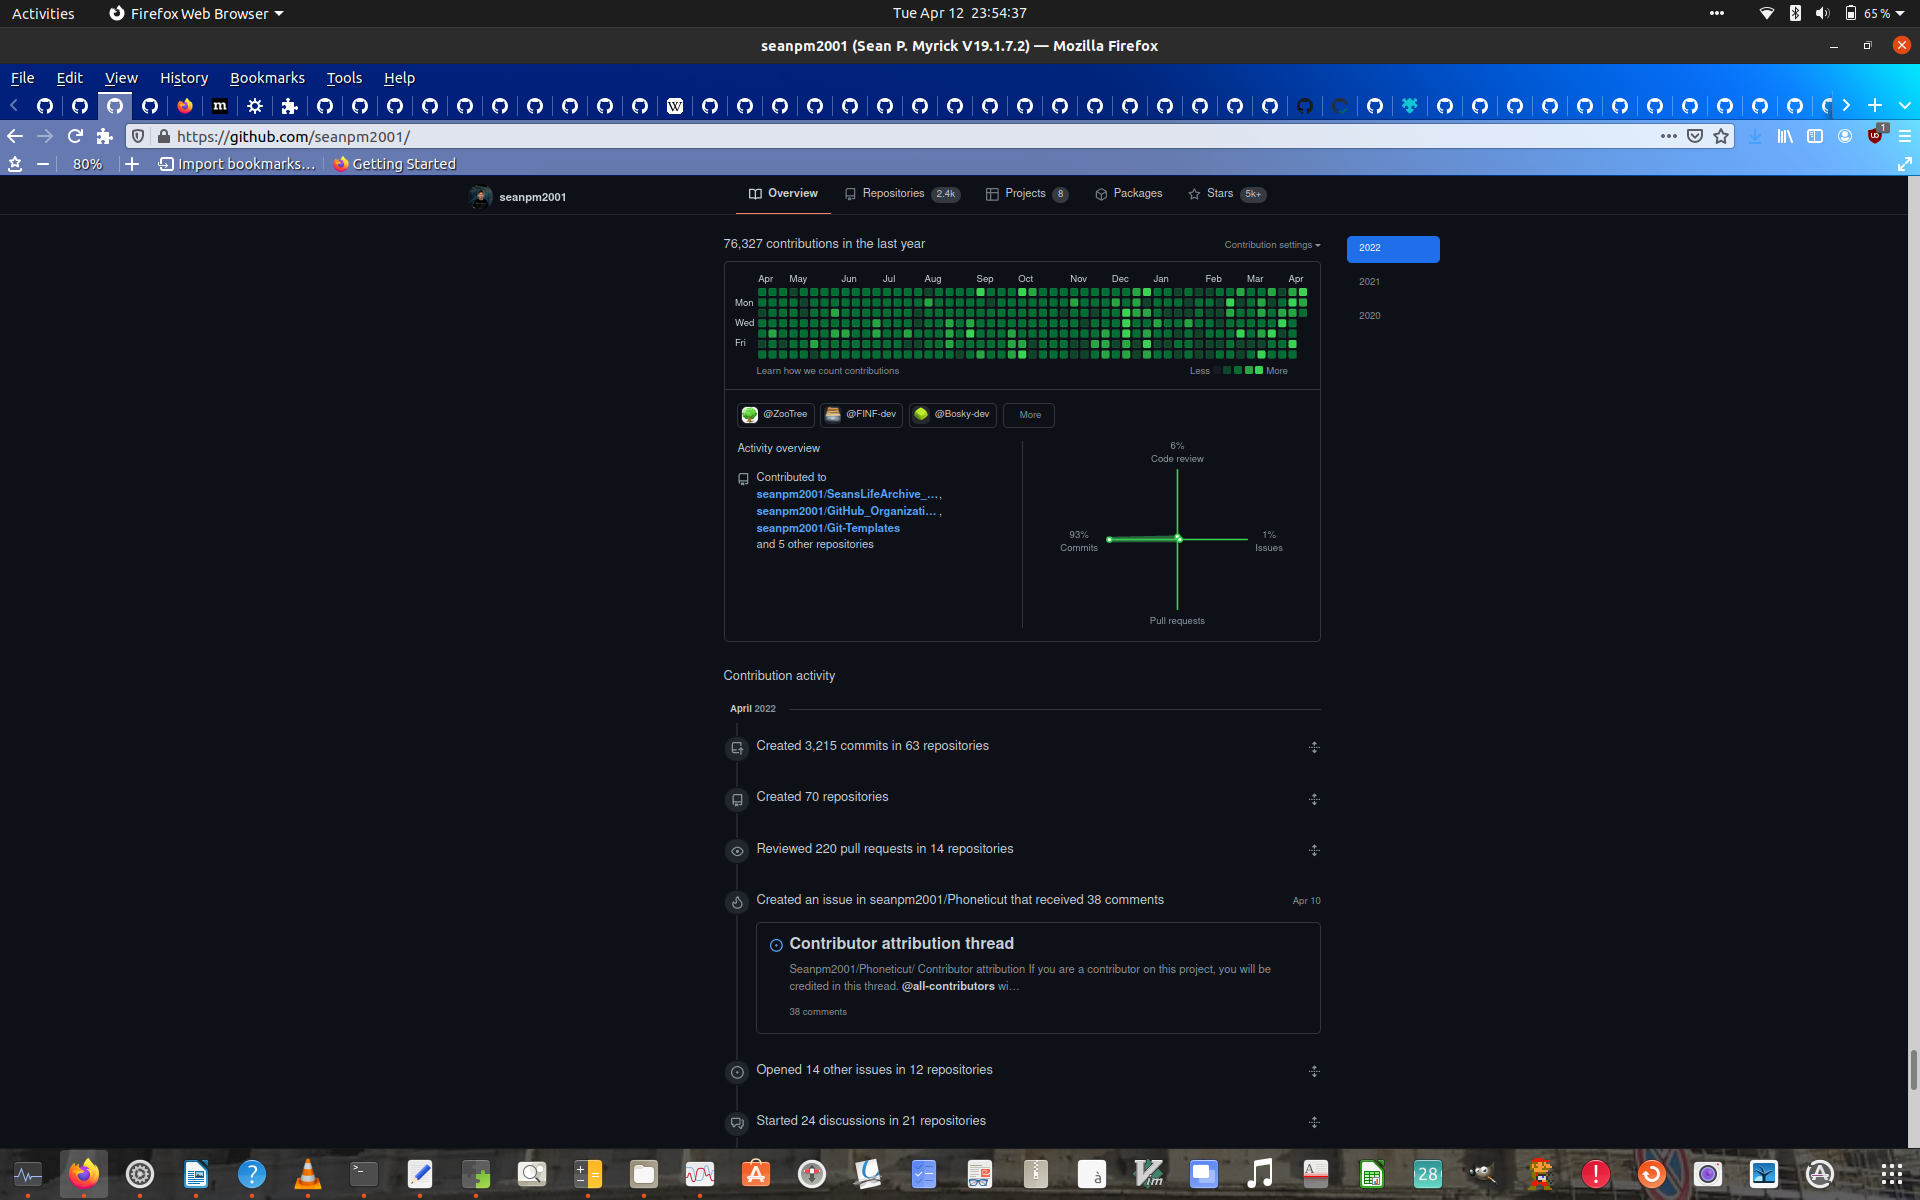 Activities Firefox Web Browser Tue Apr 12 23:54:37 65 %
seanpm2001 (Sean P. Myrick V19.1.7.2) — Mozilla Firefox
File Edit View History Bookmarks Tools Help
https://github.com/seanpm2001/
80% Import bookmarks... Getting Started
seanpm2001 Overview Repositories 2.4k Projects 8 Packages Stars 5k+
76,327 contributions in the last year Contribution settings
2022
2021
2020
Apr May Jun Jul Aug Sep Oct Nov Dec Jan Feb Mar Apr
Mon
Wed
Fri
Learn how we count contributions Less More
@ZooTree @FINF-dev @Bosky-dev More
Activity overview
Contributed to
seanpm2001/SeansLifeArchive_...,
seanpm2001/GitHub_Organizati... ,
seanpm2001/Git-Templates
and 5 other repositories
6%
Code review
93%
Commits
1%
Issues
Pull requests
Contribution activity
April 2022
Created 3,215 commits in 63 repositories
Created 70 repositories
Reviewed 220 pull requests in 14 repositories
Created an issue in seanpm2001/Phoneticut that received 38 comments Apr 10
Contributor attribution thread
Seanpm2001/Phoneticut/ Contributor attribution If you are a contributor on this project, you will be
credited in this thread. @all-contributors wi...
38 comments
Opened 14 other issues in 12 repositories
Started 24 discussions in 21 repositories
28